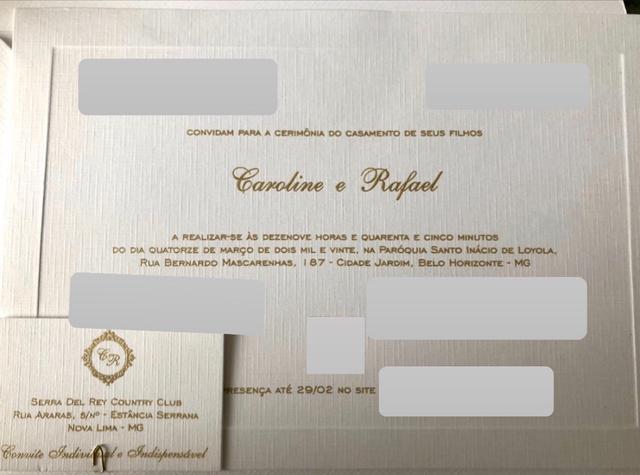 CONVIDAM PARA A CERIMÔNIA DO CASAMENTO DE SEUS FILHOS
Caroline e Rafael
A REALIZAR-SE ÀS DEZENOVE HORAS E QUARENTA E CINCO MINUTOS
DO DIA QUATORZE DE MARÇO DE DOIS MIL E VINTE, NA PARÓQUIA SANTO INÁCIO DE LOYOLA,
RUA BERNARDO MASCARENHAS, 187 - CIDADE JARDIM, BELO HORIZONTE - MG
PRESENÇA ATÉ 29/02 NO SITE
CR
SERRA DEL REY COUNTRY CLUB
RUA ARARAS, S/Nº - ESTÂNCIA SERRANA
NOVA LIMA - MG
Convite Individual e Indispensável